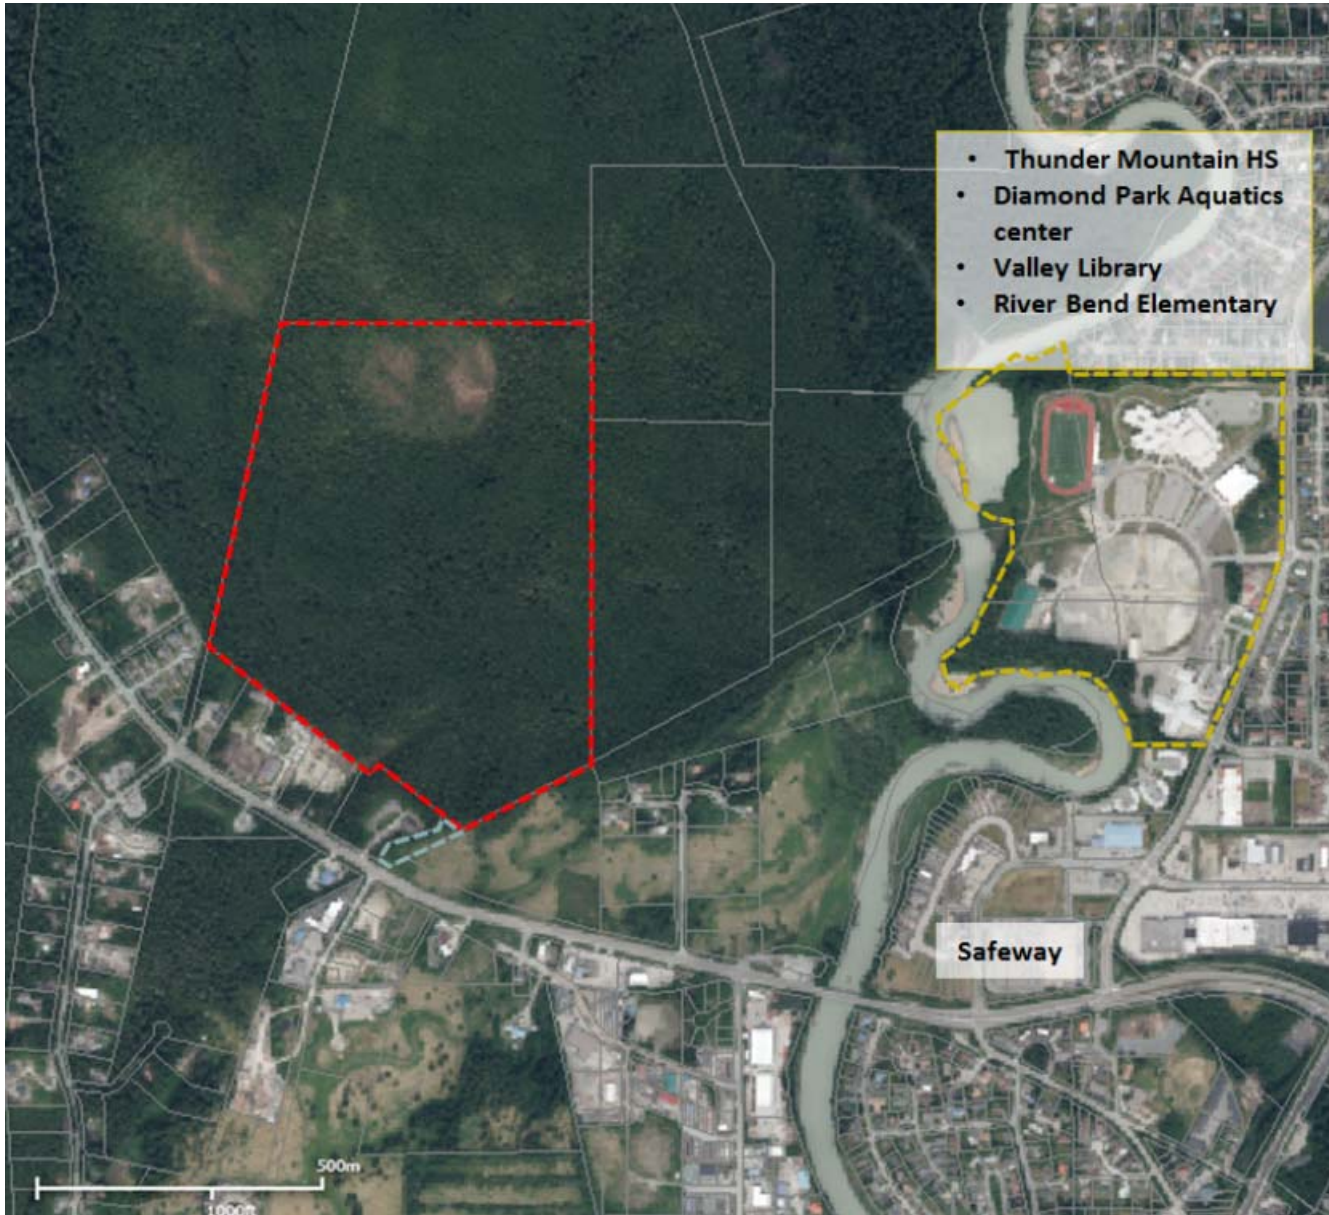 • Thunder Mountain HS
• Diamond Park Aquatics
center
• Valley Library
• River Bend Elementary
Safeway
500m
1000ft